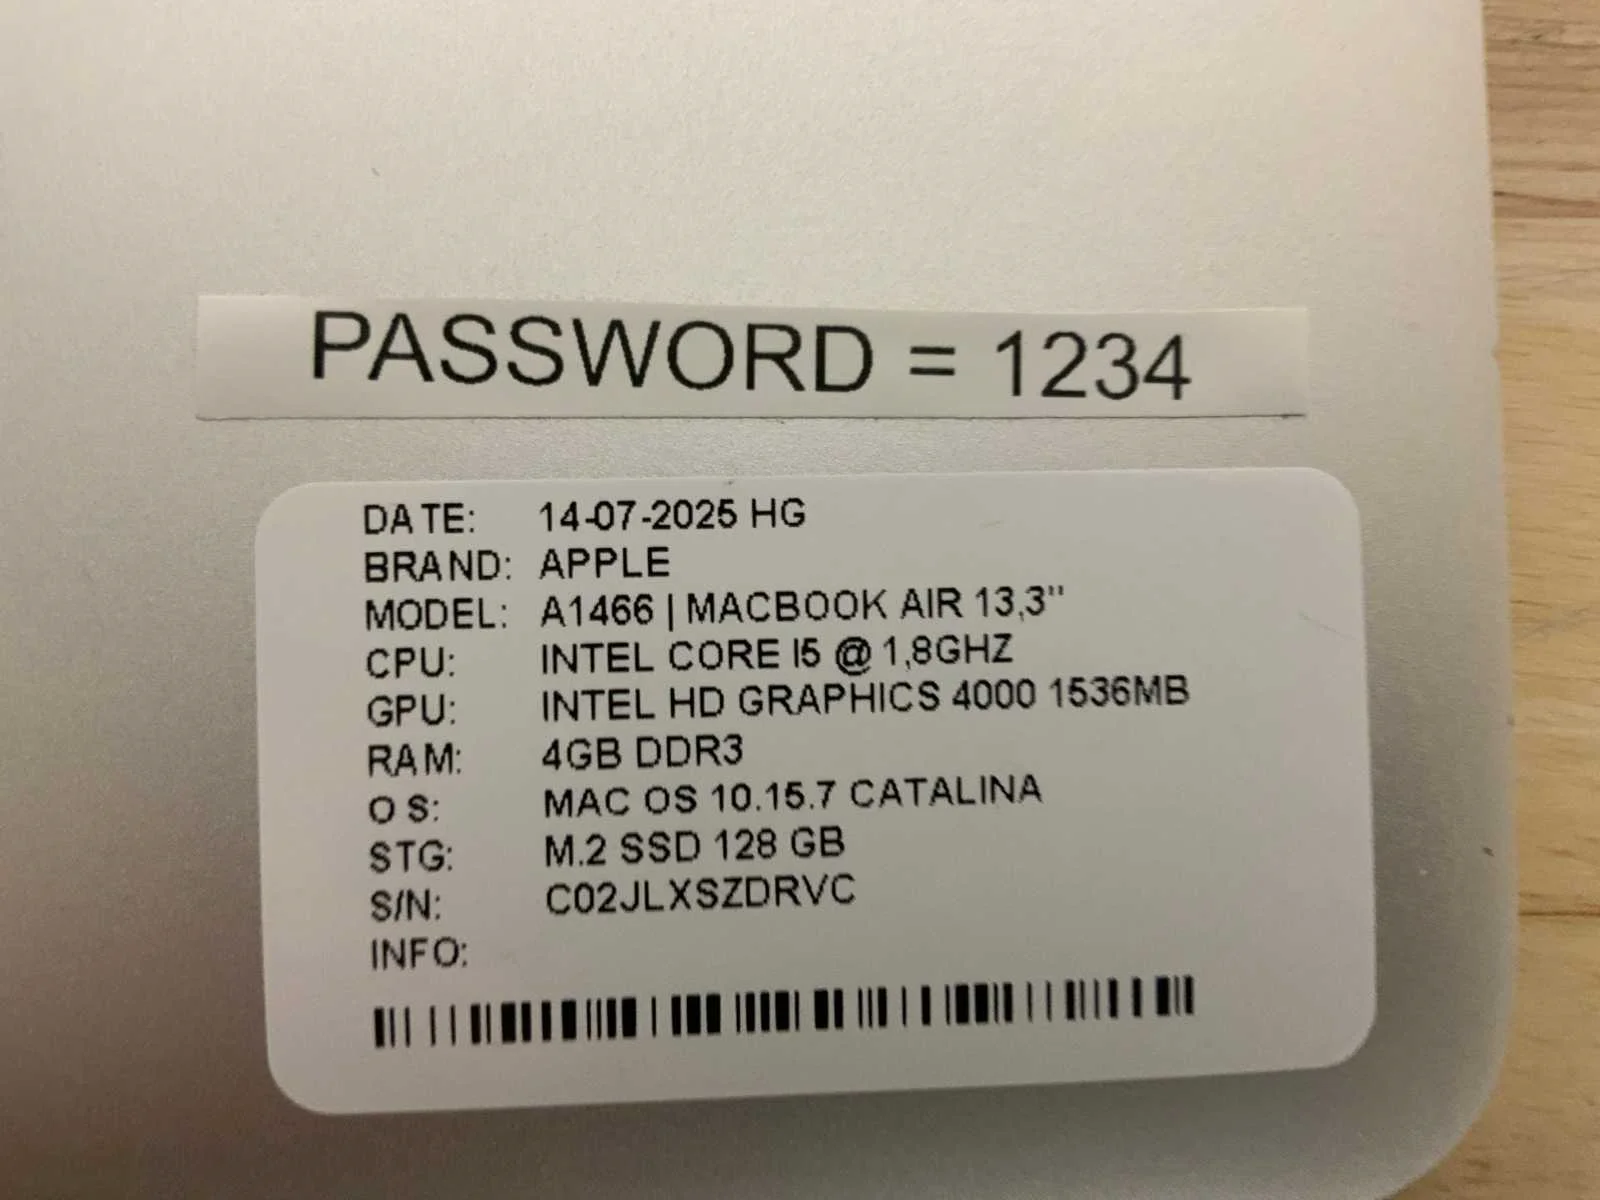 PASSWORD = 1234
DATE: 14-07-2025 HG
BRAND: APPLE
MODEL: A1466 | MACBOOK AIR 13,3"
CPU: INTEL CORE I5 @ 1,8GHZ
GPU: INTEL HD GRAPHICS 4000 1536MB
RAM: 4GB DDR3
OS: MAC OS 10.15.7 CATALINA
STG: M.2 SSD 128 GB
S/N: C02JLXSZDRVC
INFO: